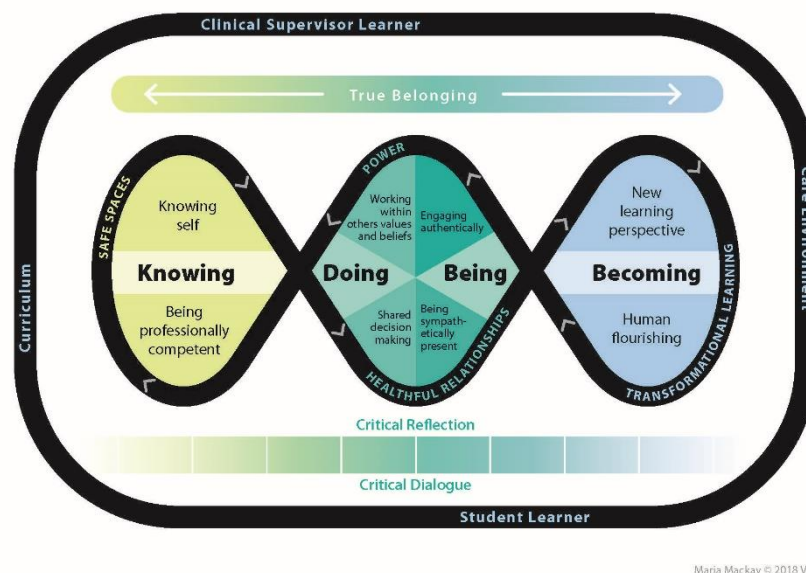 Clinical Supervisor Learner
True Belonging
Curriculum
SAFE SPACES
Knowing
self
Knowing
Being
professionally
competent
POWER
Working
within
others values
and beliefs
Engaging
authentically
Doing
Being
Shared
decision
making
Being
sympath-
etically
present
HEALTHFUL RELATIONSHIPS
New
learning
perspective
Becoming
Human
flourishing
TRANSFORMATIONAL LEARNING
Critical Reflection
Critical Dialogue
Student Learner
Maria Mackay © 2018 V